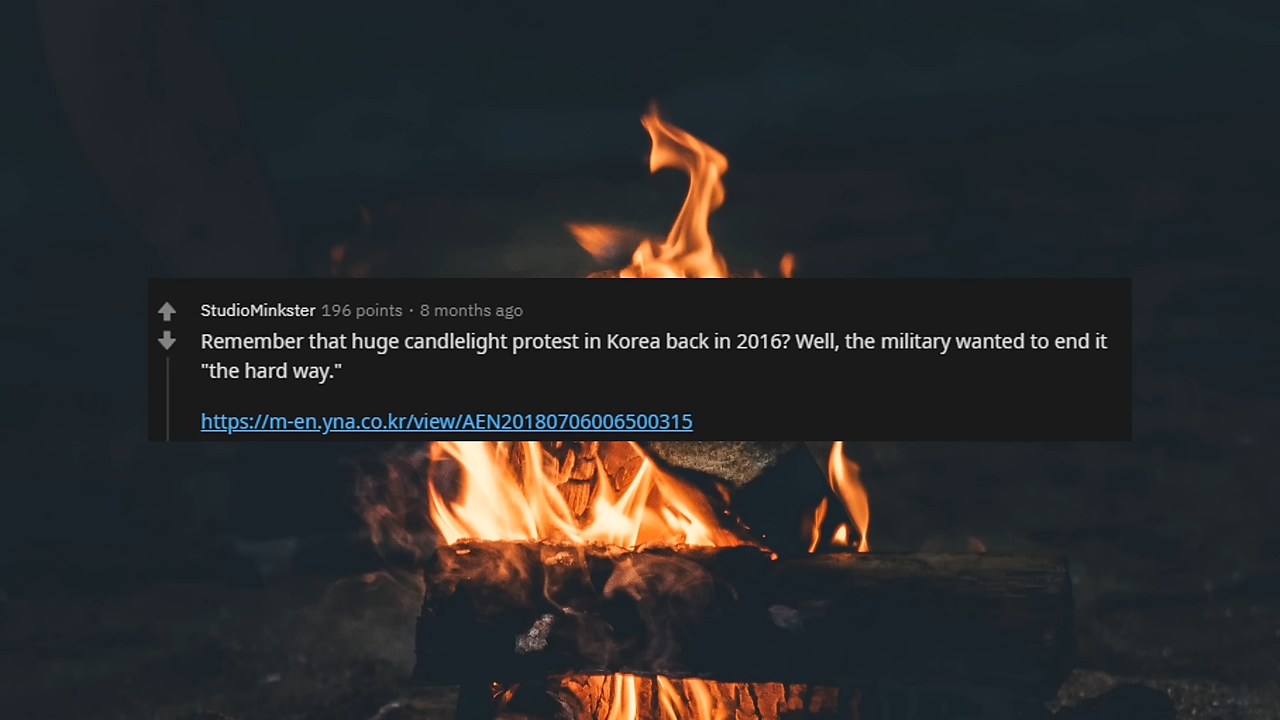 StudioMinkster 196 points · 8 months ago
Remember that huge candlelight protest in Korea back in 2016? Well, the military wanted to end it
"the hard way."
https://m-en.yna.co.kr/view/AEN20180706006500315